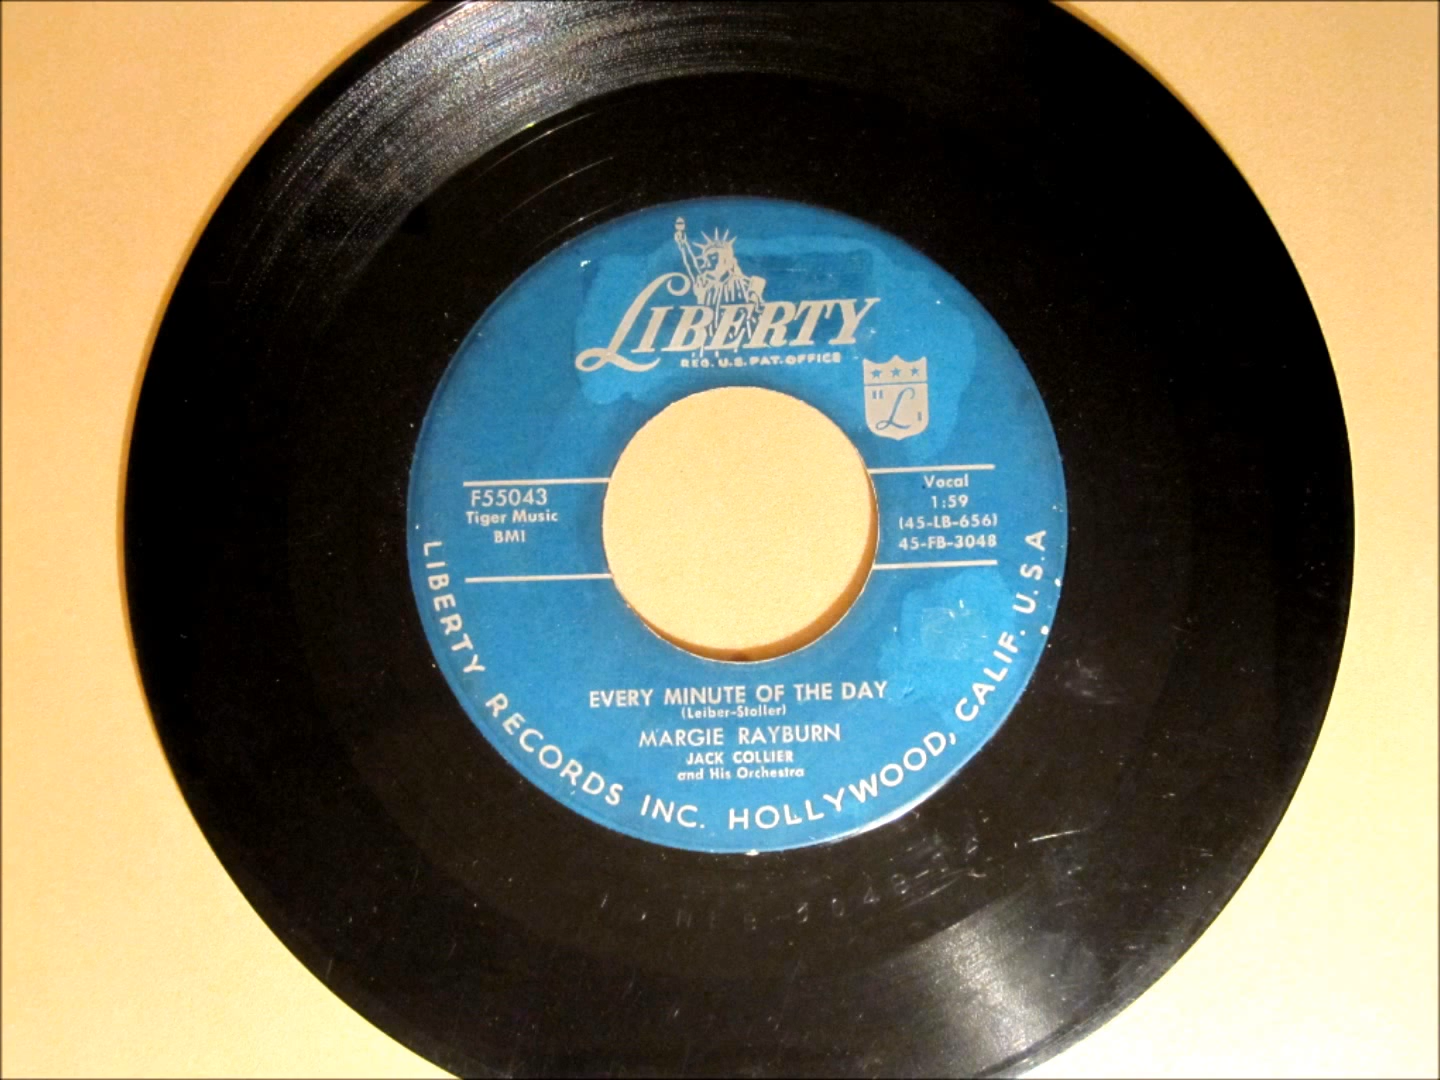 LIBERTY
REG. U.S. PAT. OFFICE
L
F55043
Tiger Music
BMI
Vocal
1:59
(45-LB-656)
45-FB-3048
EVERY MINUTE OF THE DAY
(Leiber-Stoller)
MARGIE RAYBURN
JACK COLLIER
and His Orchestra
LIBERTY RECORDS INC. HOLLYWOOD, CALIF. U.S.A